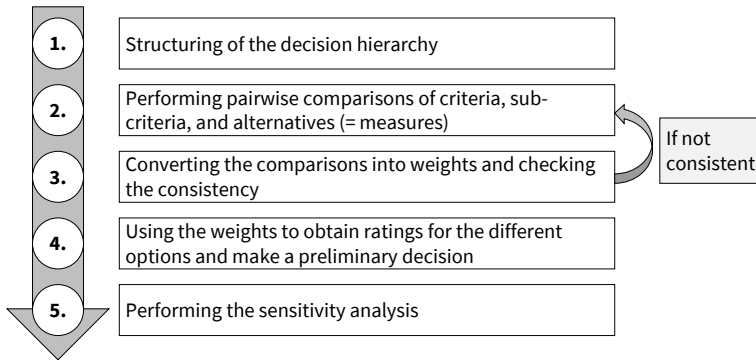 1.
Structuring of the decision hierarchy
2.
Performing pairwise comparisons of criteria, sub-
criteria, and alternatives (= measures)
If not
consistent
3.
Converting the comparisons into weights and checking
the consistency
4.
Using the weights to obtain ratings for the different
options and make a preliminary decision
5.
Performing the sensitivity analysis